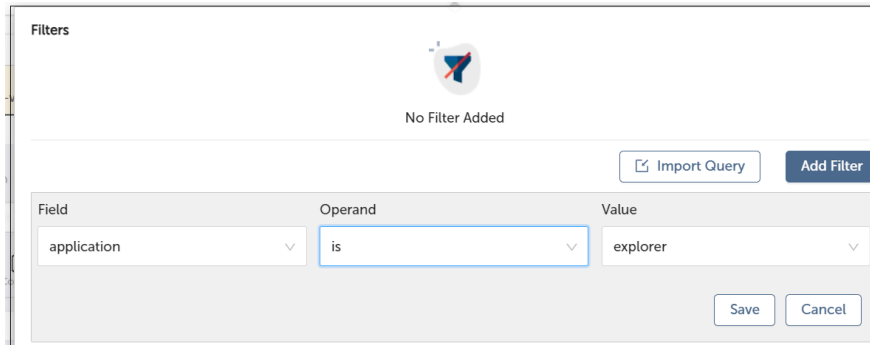 Filters
No Filter Added
Import Query
Add Filter
Field Operand Value
application is explorer
Save Cancel